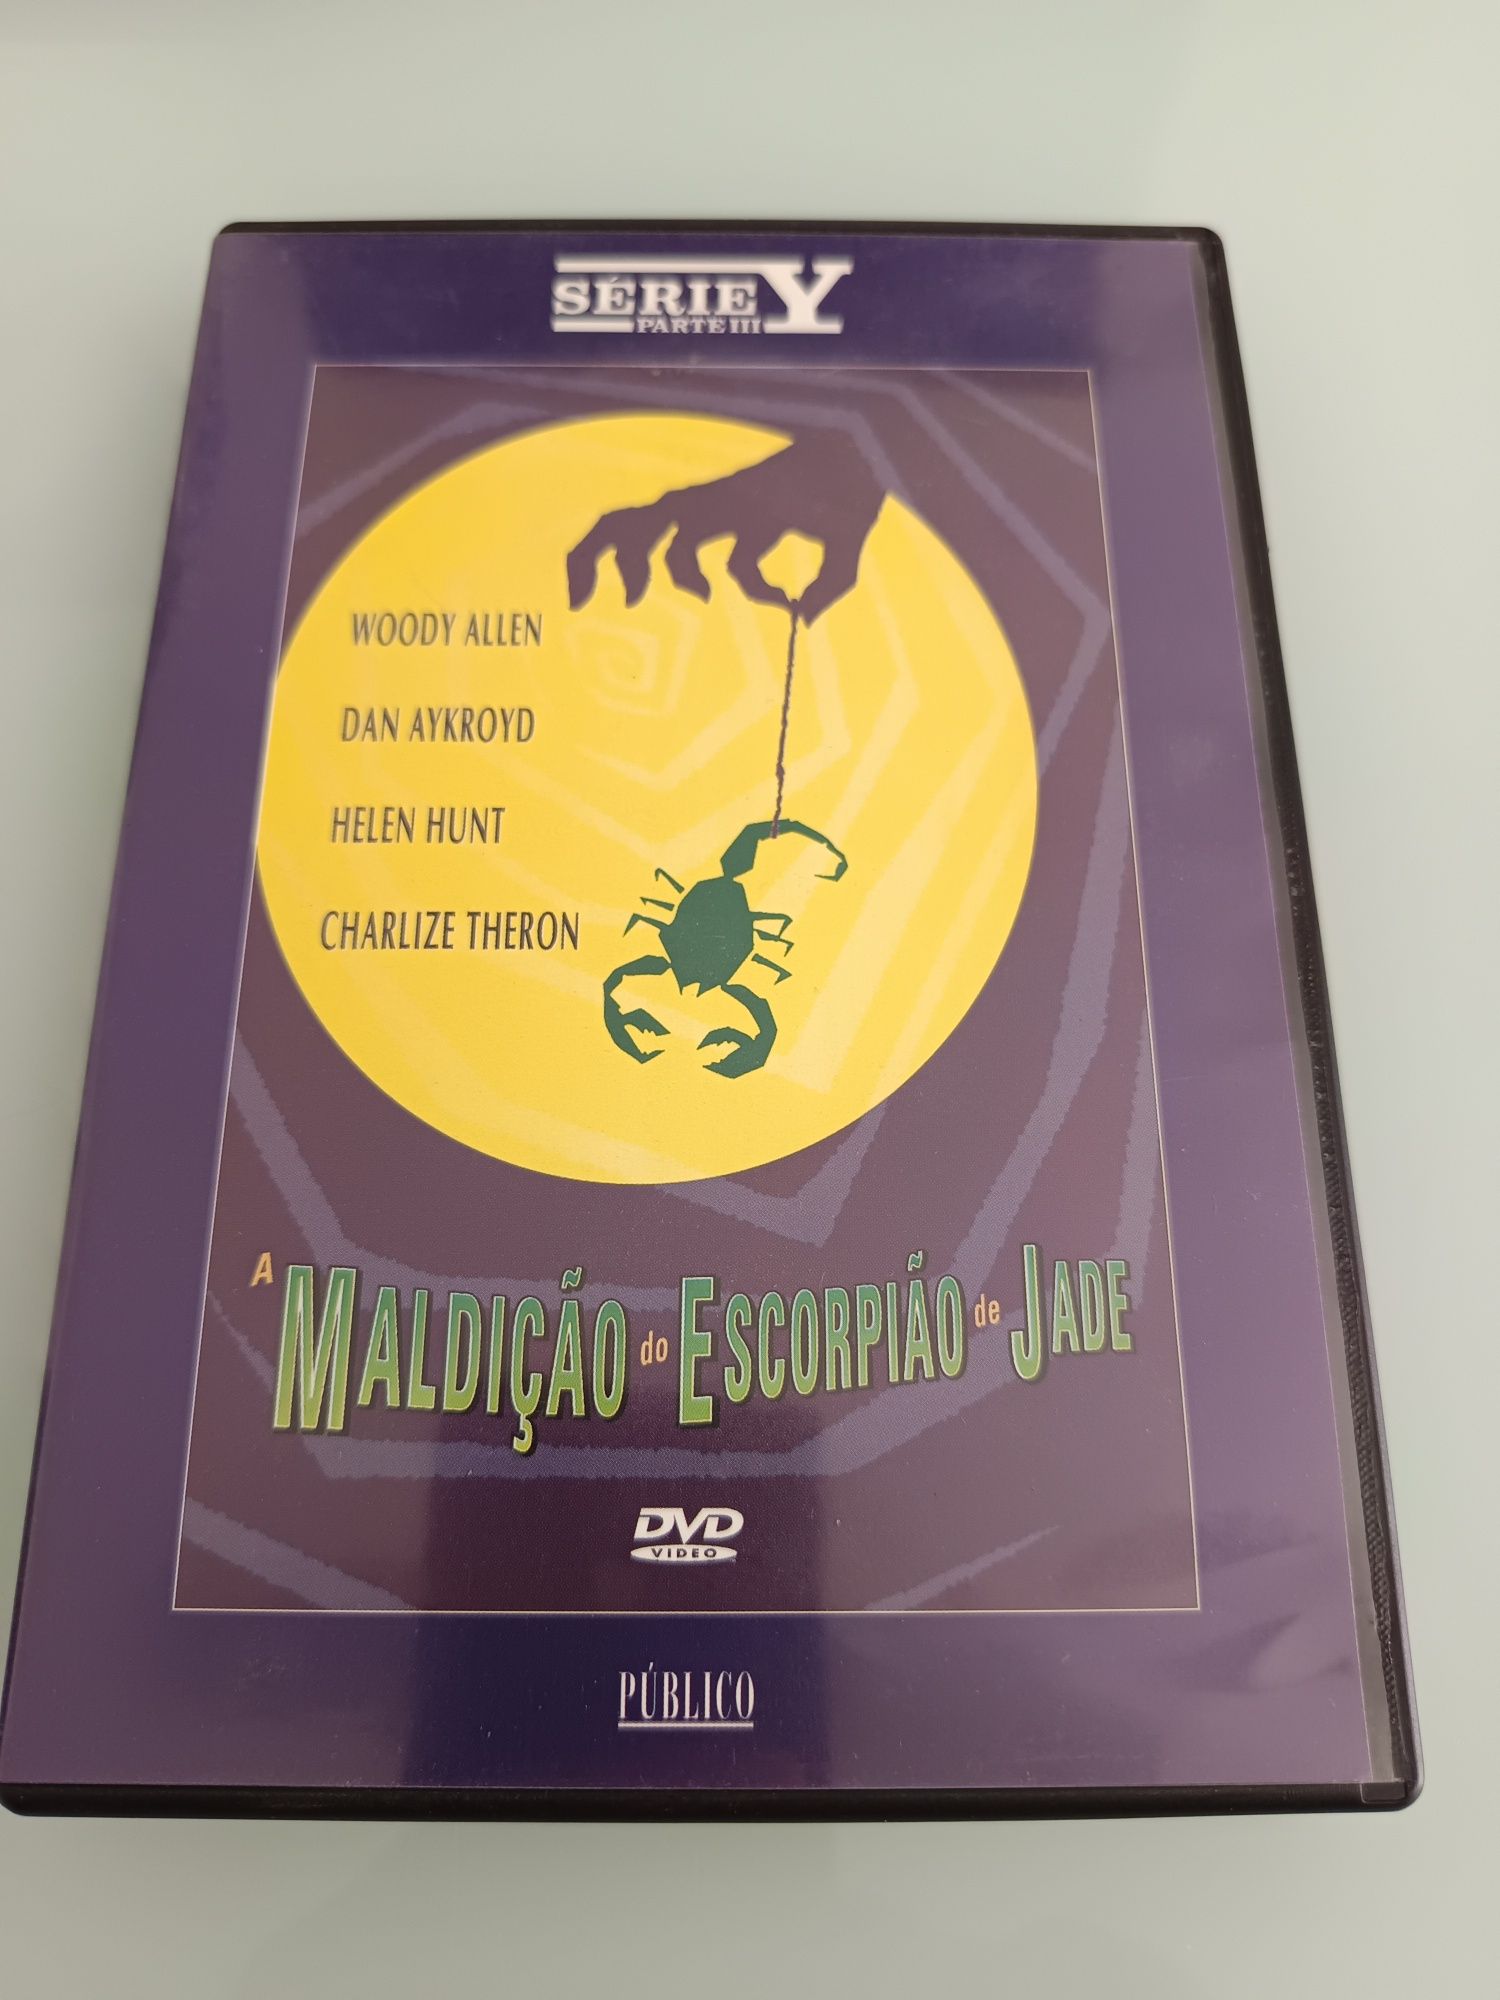 SÉRIE Y
PARTE III
WOODY ALLEN
DAN AYKROYD
HELEN HUNT
CHARLIZE THERON
A MALDIÇÃO do ESCORPIÃO de JADE
DVD
VIDEO
PÚBLICO